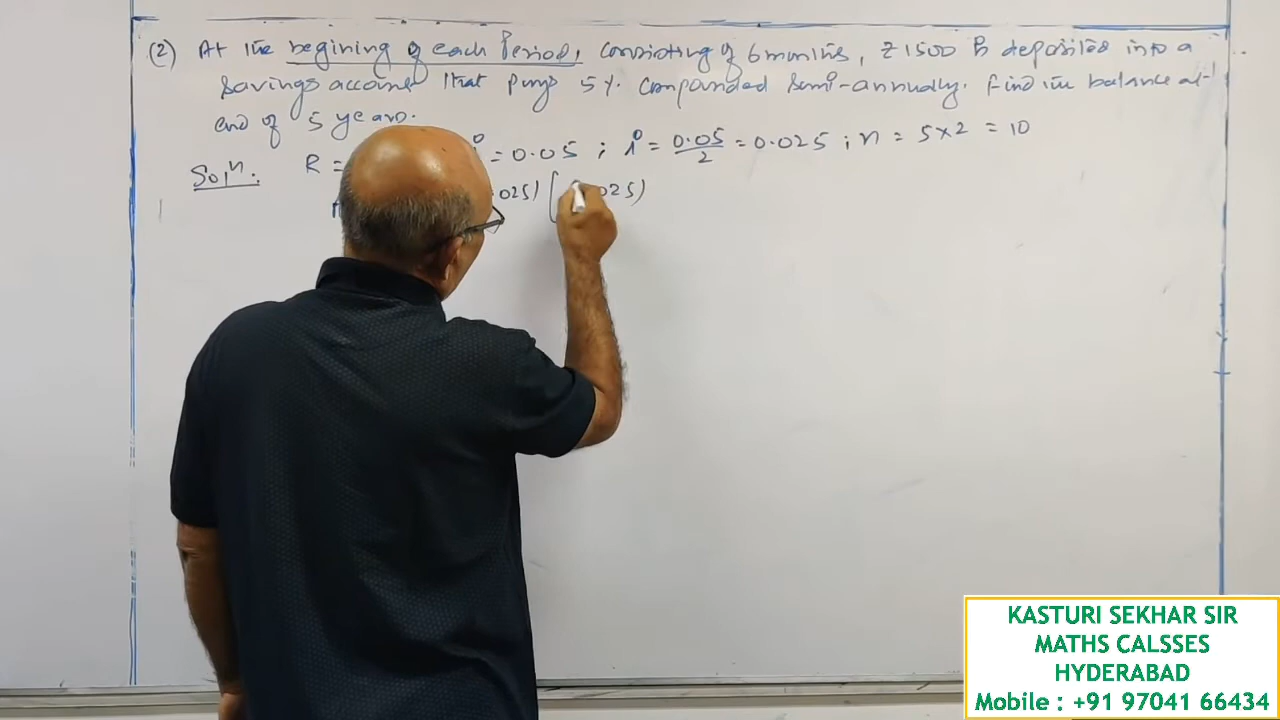 (2) At the begining of each Period, consisting of 6 months, ₹1500 is deposited into a
savings account that pays 5%. compounded semi-annually. Find the balance at
end of 5 years.
Solⁿ: R = = 0.05 ; i = 0.05/2 = 0.025 ; n = 5×2 = 10
.025) [ 025)
KASTURI SEKHAR SIR
MATHS CALSSES
HYDERABAD
Mobile : +91 97041 66434